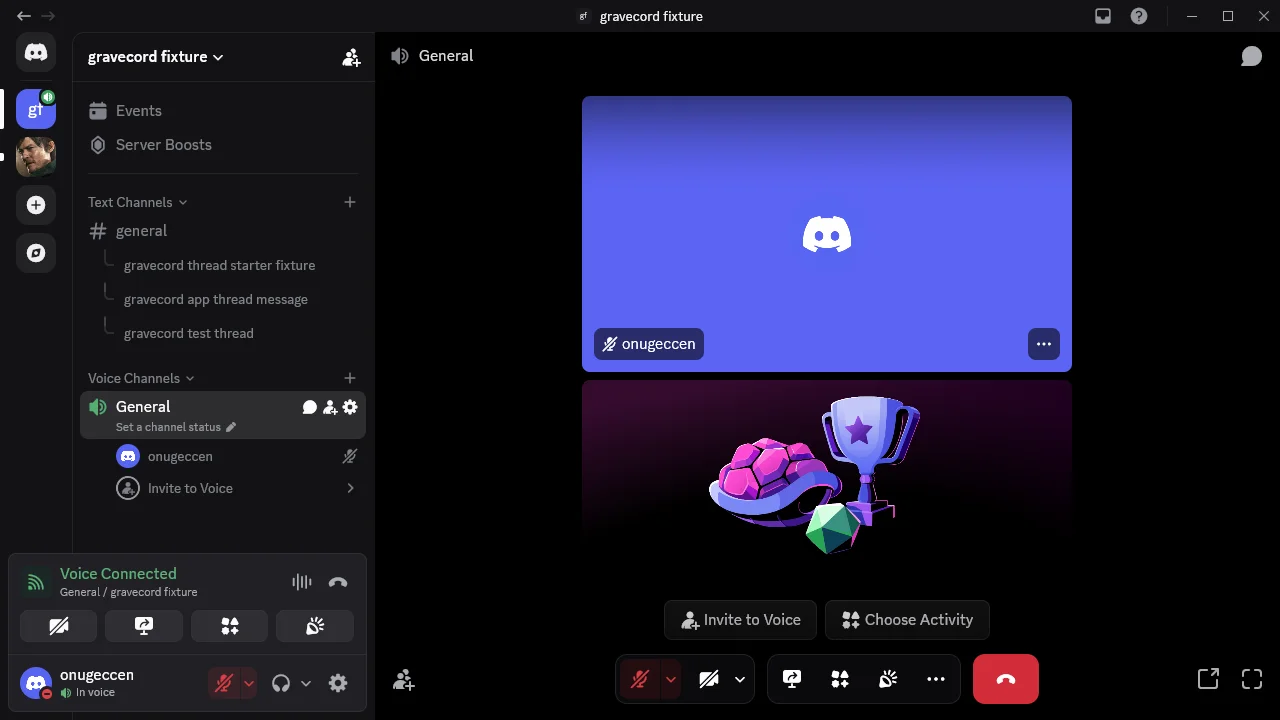 gf gravecord fixture
gravecord fixture
General
gf
Events
Server Boosts
Text Channels
general
gravecord thread starter fixture
gravecord app thread message
gravecord test thread
onugeccen
Voice Channels
General
Set a channel status
onugeccen
Invite to Voice
Voice Connected
General / gravecord fixture
Invite to Voice
Choose Activity
onugeccen
In voice